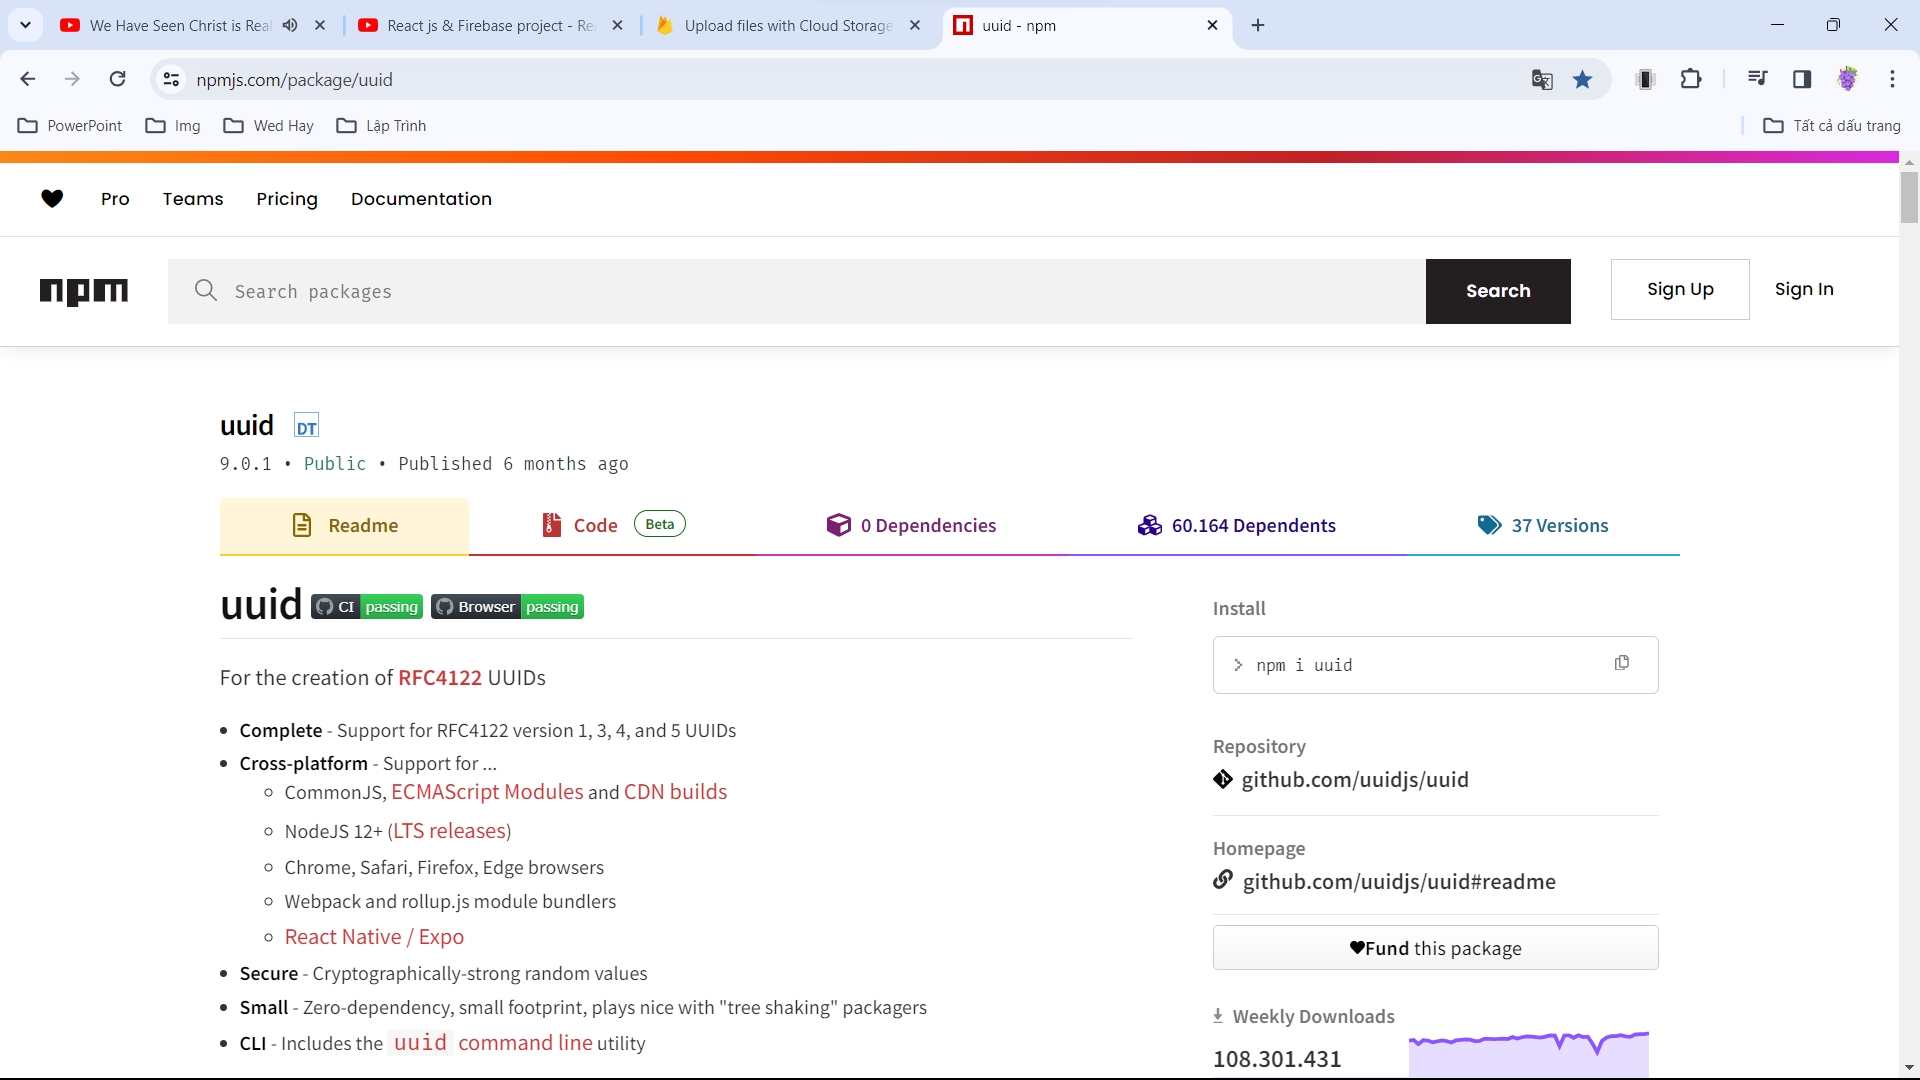 We Have Seen Christ is Real
React js & Firebase project - Re
Upload files with Cloud Storage
uuid - npm
npmjs.com/package/uuid
PowerPoint
Img
Wed Hay
Lập Trình
Tất cả dấu trang
Pro
Teams
Pricing
Documentation
npm
Search packages
Search
Sign Up
Sign In
uuid DT
9.0.1 • Public • Published 6 months ago
Readme
Code Beta
0 Dependencies
60.164 Dependents
37 Versions
uuid CI passing Browser passing
For the creation of RFC4122 UUIDs
• Complete - Support for RFC4122 version 1, 3, 4, and 5 UUIDs
• Cross-platform - Support for ...
CommonJS, ECMAScript Modules and CDN builds
NodeJS 12+ (LTS releases)
Chrome, Safari, Firefox, Edge browsers
Webpack and rollup.js module bundlers
React Native / Expo
• Secure - Cryptographically-strong random values
• Small - Zero-dependency, small footprint, plays nice with "tree shaking" packagers
• CLI - Includes the uuid command line utility
Install
> npm i uuid
Repository
github.com/uuidjs/uuid
Homepage
github.com/uuidjs/uuid#readme
Fund this package
Weekly Downloads
108.301.431